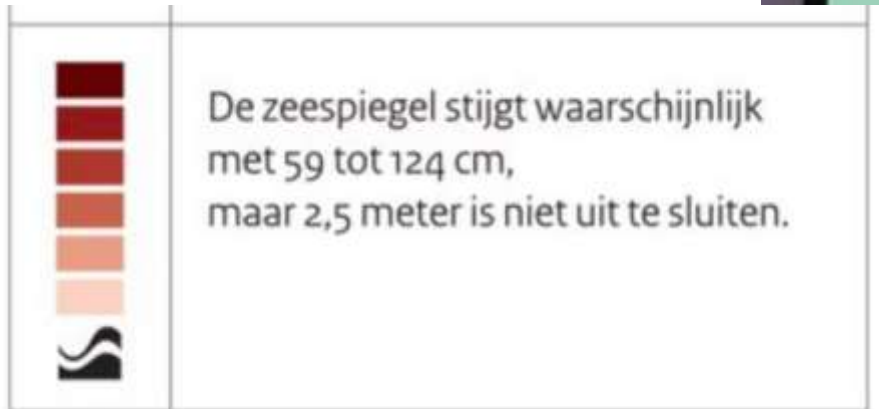 De zeespiegel stijgt waarschijnlijk
met 59 tot 124 cm,
maar 2,5 meter is niet uit te sluiten.